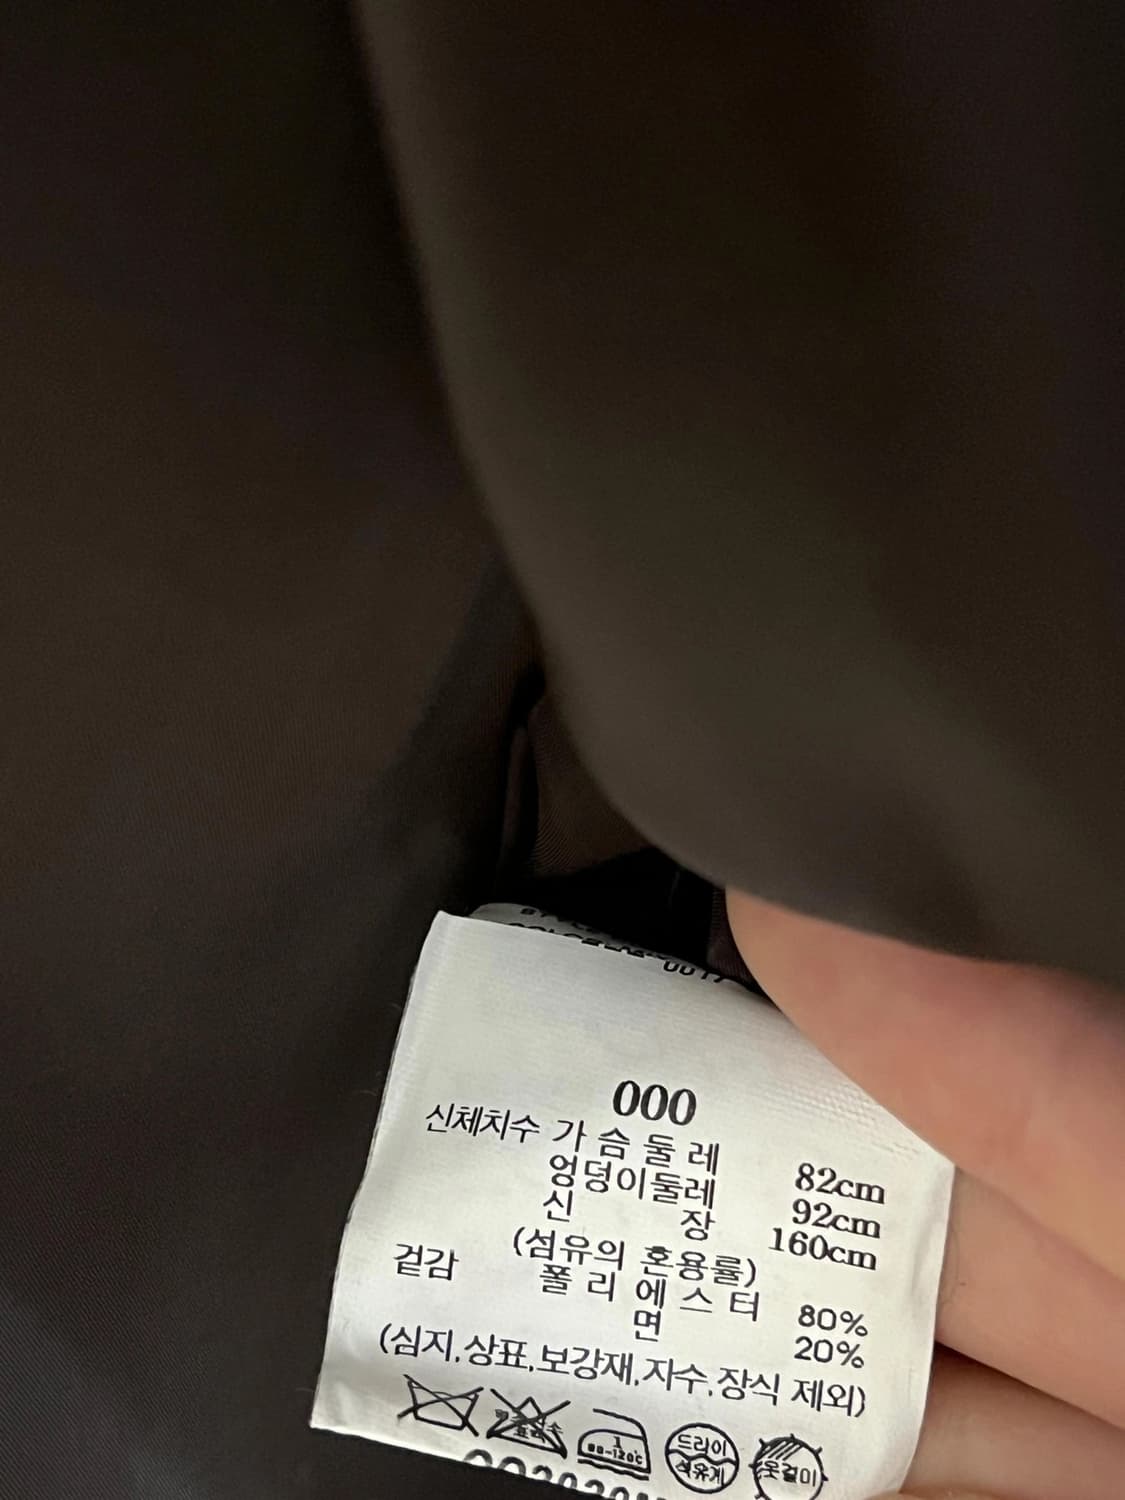 000
신체치수 가슴둘레 82cm
엉덩이둘레 92cm
신 장 160cm
(섬유의 혼용률)
겉감 폴리에스터 80%
면 20%
(심지,상표,보강재,자수,장식 제외)
80-120℃ 드라이 석유계 옷걸이